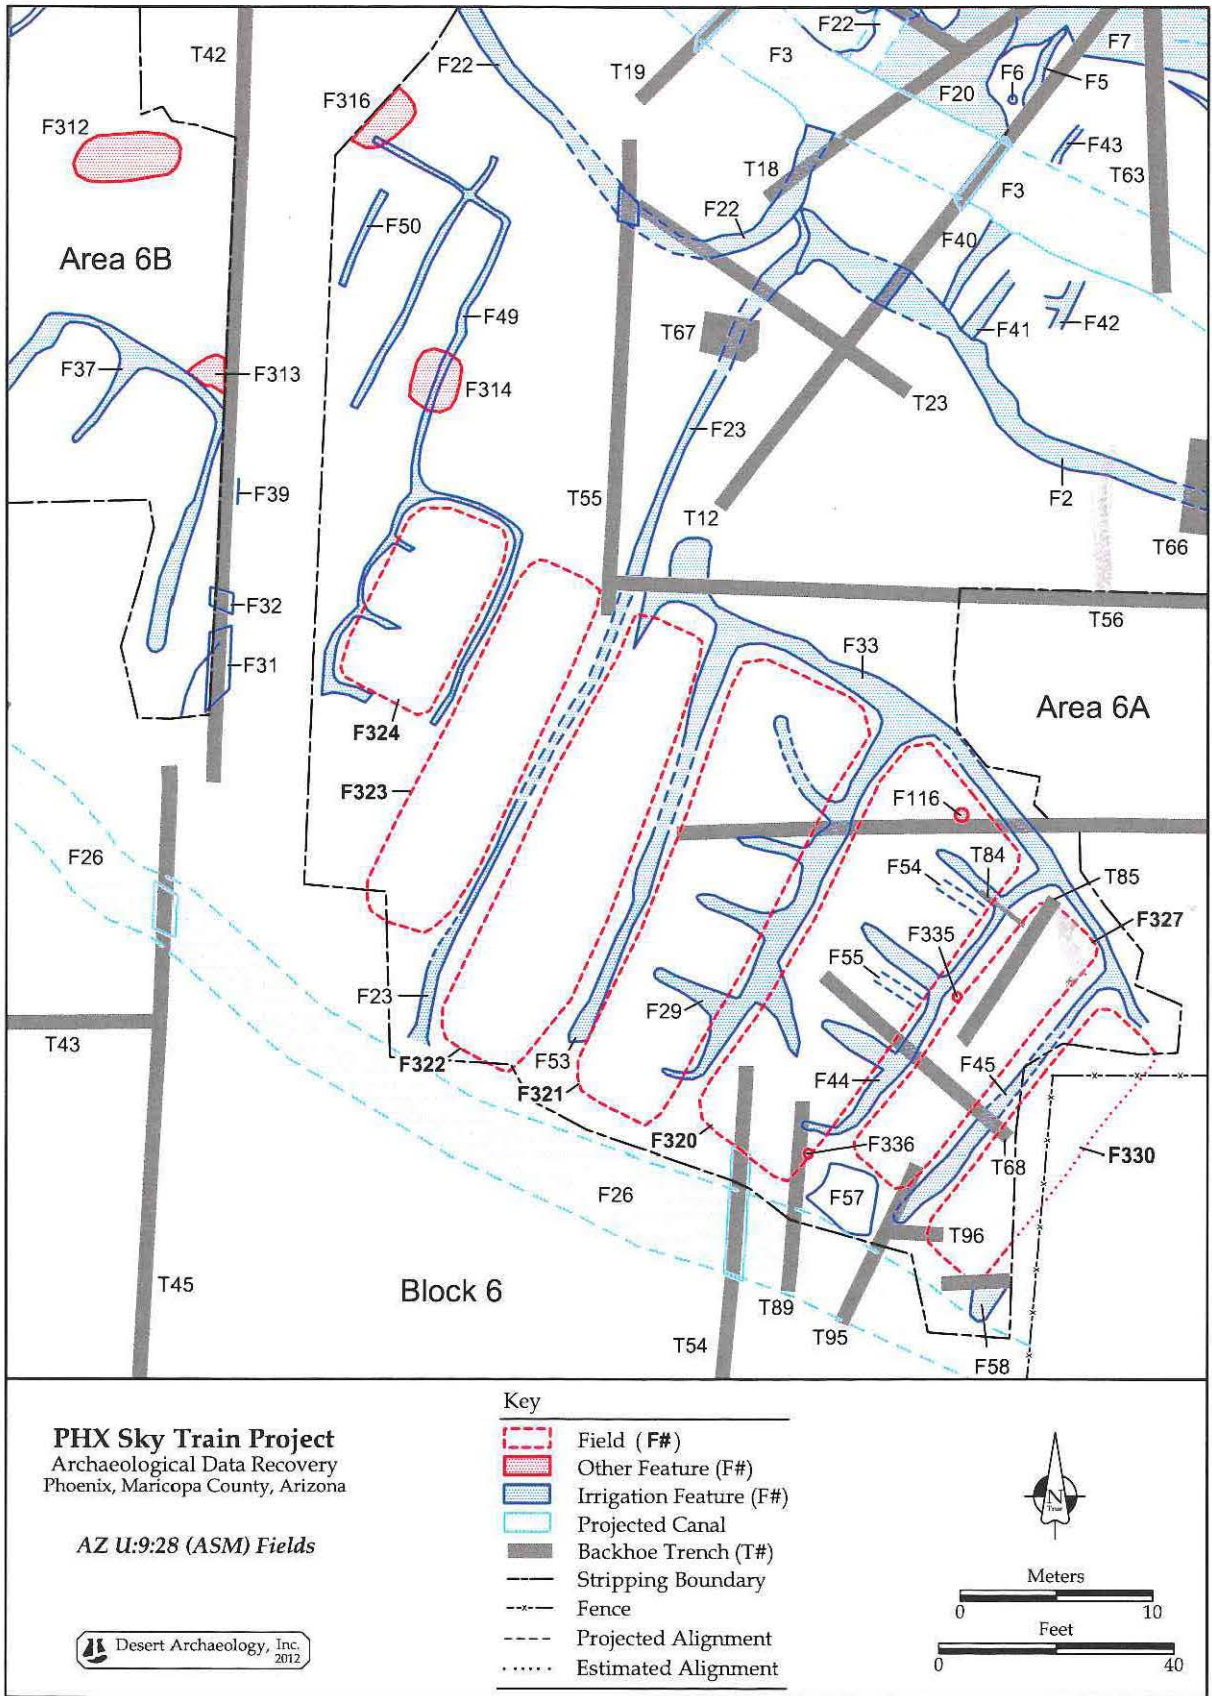 F22
T42
F22
T19
F3
F7
F6
F5
F316
F20
F312
F43
T18
T63
F3
F50
F22
F40
Area 6B
F49
T67
F41
F42
F37
F313
F314
T23
F23
F39
T55
F2
T12
T66
F32
T56
F33
F31
Area 6A
F324
F323
F116
F26
F54
T84
T85
F327
F335
F55
F23
F29
T43
F322
F53
F45
F321
F44
F320
F336
T68
F330
F26
F57
T96
T45
Block 6
T89
T95
T54
F58
PHX Sky Train Project
Archaeological Data Recovery
Phoenix, Maricopa County, Arizona
AZ U:9:28 (ASM) Fields
Desert Archaeology, Inc.
2012
Key
Field (F#)
Other Feature (F#)
Irrigation Feature (F#)
Projected Canal
Backhoe Trench (T#)
Stripping Boundary
Fence
Projected Alignment
Estimated Alignment
N
True
Meters
0 10
Feet
0 40